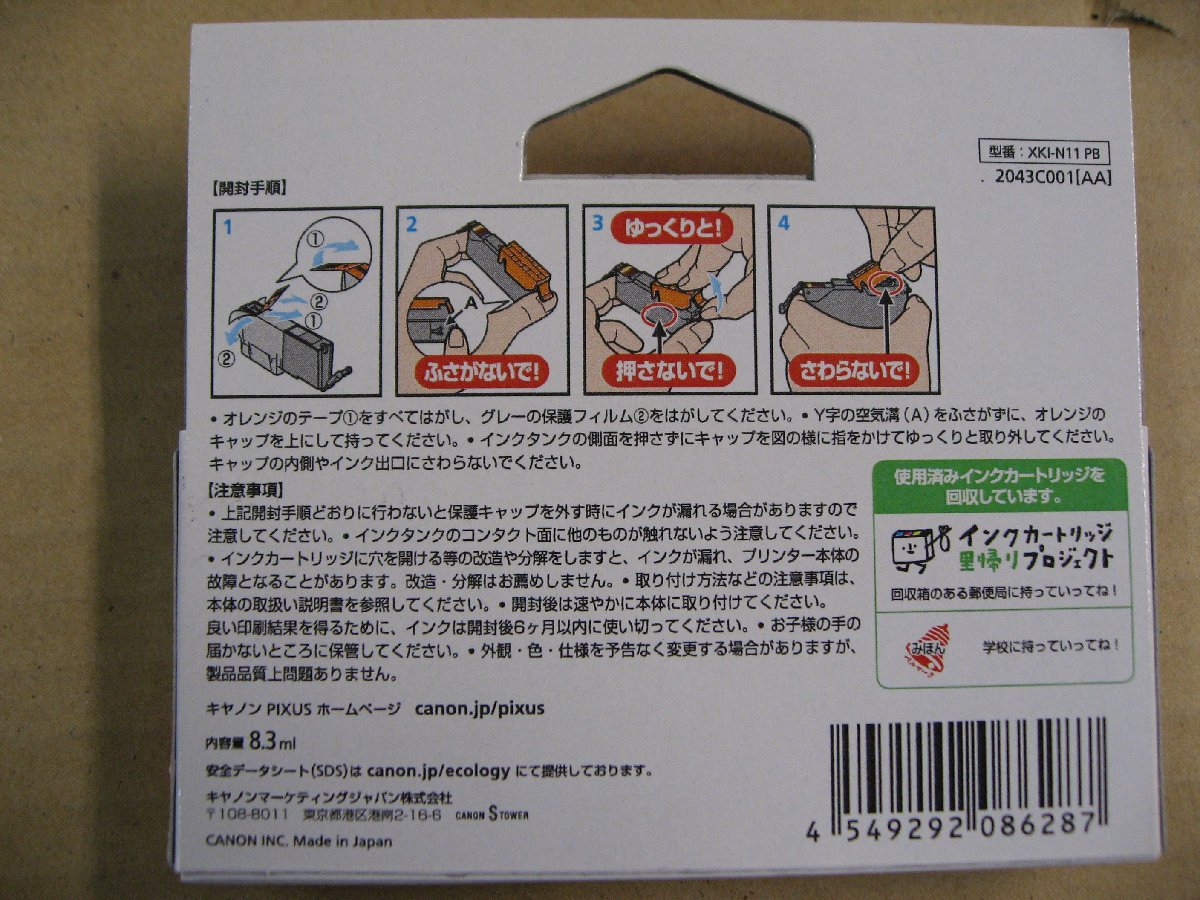 型番：XKI-N11 PB
2043C001[AA]
【開封手順】
1
①
②
①
②
2
A
ふさがないで！
3
ゆっくりと！
押さないで！
4
さわらないで！
• オレンジのテープ①をすべてはがし、グレーの保護フィルム②をはがしてください。• Y字の空気溝（A）をふさがずに、オレンジの
キャップを上にして持ってください。• インクタンクの側面を押さずにキャップを図の様に指をかけてゆっくりと取り外してください。
キャップの内側やインク出口にさわらないでください。
【注意事項】
• 上記開封手順どおりに行わないと保護キャップを外す時にインクが漏れる場合がありますので
注意してください。• インクタンクのコンタクト面に他のものが触れないよう注意してください。
• インクカートリッジに穴を開ける等の改造や分解をしますと、インクが漏れ、プリンター本体の
故障となることがあります。改造・分解はお薦めしません。• 取り付け方法などの注意事項は、
本体の取扱い説明書を参照してください。• 開封後は速やかに本体に取り付けてください。
良い印刷結果を得るために、インクは開封後6ヶ月以内に使い切ってください。• お子様の手の
届かないところに保管してください。• 外観・色・仕様を予告なく変更する場合がありますが、
製品品質上問題ありません。
使用済みインクカートリッジを
回収しています。
インクカートリッジ
里帰りプロジェクト
回収箱のある郵便局に持っていってね！
みほん
ベルマーク
学校に持っていってね！
キヤノン PIXUS ホームページ canon.jp/pixus
内容量 8.3ml
安全データシート(SDS)は canon.jp/ecology にて提供しております。
キヤノンマーケティングジャパン株式会社
〒108-8011 東京都港区港南2-16-6 CANON S TOWER
CANON INC. Made in Japan
4 549292 086287